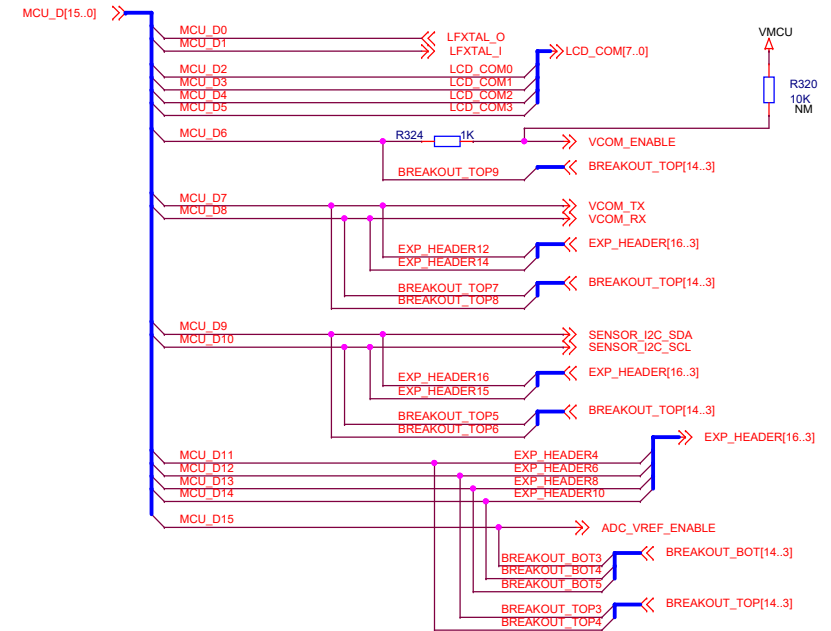 MCU_D[15..0]
MCU_D0
LFXTAL_O
MCU_D1
LFXTAL_I
VMCU
LCD_COM[7..0]
MCU_D2
LCD_COM0
MCU_D3
LCD_COM1
MCU_D4
LCD_COM2
MCU_D5
LCD_COM3
R320
10K
NM
MCU_D6
R324
1K
VCOM_ENABLE
BREAKOUT_TOP9
BREAKOUT_TOP[14..3]
MCU_D7
VCOM_TX
MCU_D8
VCOM_RX
EXP_HEADER12
EXP_HEADER[16..3]
EXP_HEADER14
BREAKOUT_TOP7
BREAKOUT_TOP[14..3]
BREAKOUT_TOP8
MCU_D9
SENSOR_I2C_SDA
MCU_D10
SENSOR_I2C_SCL
EXP_HEADER16
EXP_HEADER[16..3]
EXP_HEADER15
BREAKOUT_TOP5
BREAKOUT_TOP[14..3]
BREAKOUT_TOP6
EXP_HEADER[16..3]
MCU_D11
EXP_HEADER4
MCU_D12
EXP_HEADER6
MCU_D13
EXP_HEADER8
MCU_D14
EXP_HEADER10
MCU_D15
ADC_VREF_ENABLE
BREAKOUT_BOT3
BREAKOUT_BOT[14..3]
BREAKOUT_BOT4
BREAKOUT_BOT5
BREAKOUT_TOP3
BREAKOUT_TOP[14..3]
BREAKOUT_TOP4